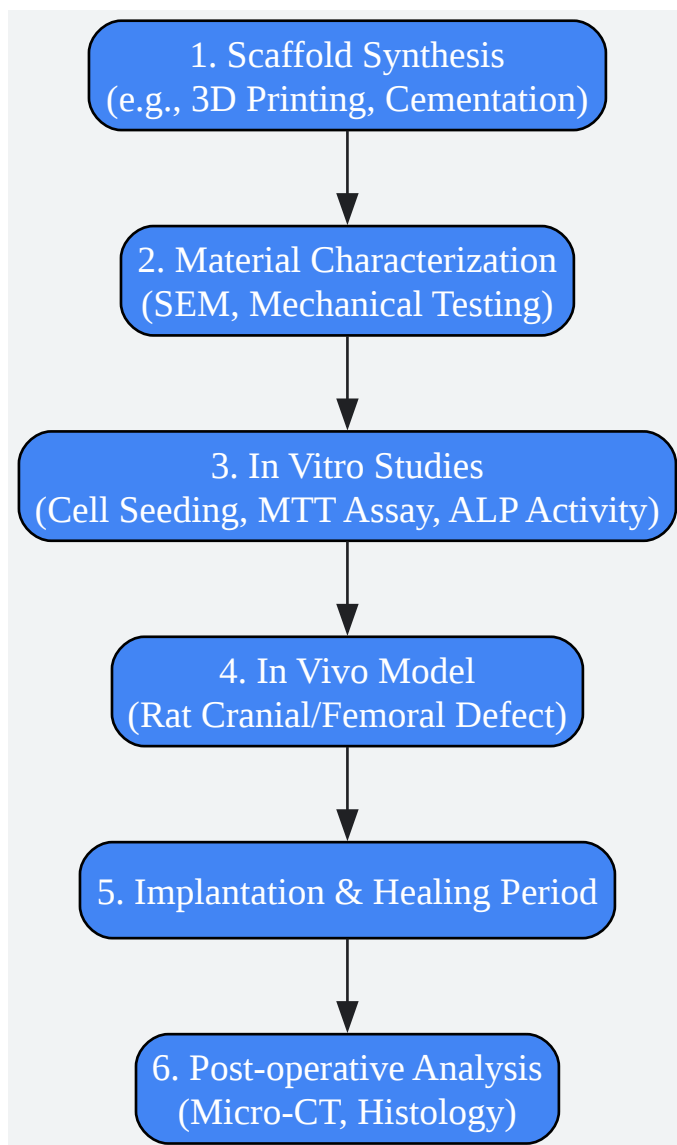 1. Scaffold Synthesis
(e.g., 3D Printing, Cementation)
2. Material Characterization
(SEM, Mechanical Testing)
3. In Vitro Studies
(Cell Seeding, MTT Assay, ALP Activity)
4. In Vivo Model
(Rat Cranial/Femoral Defect)
5. Implantation & Healing Period
6. Post-operative Analysis
(Micro-CT, Histology)